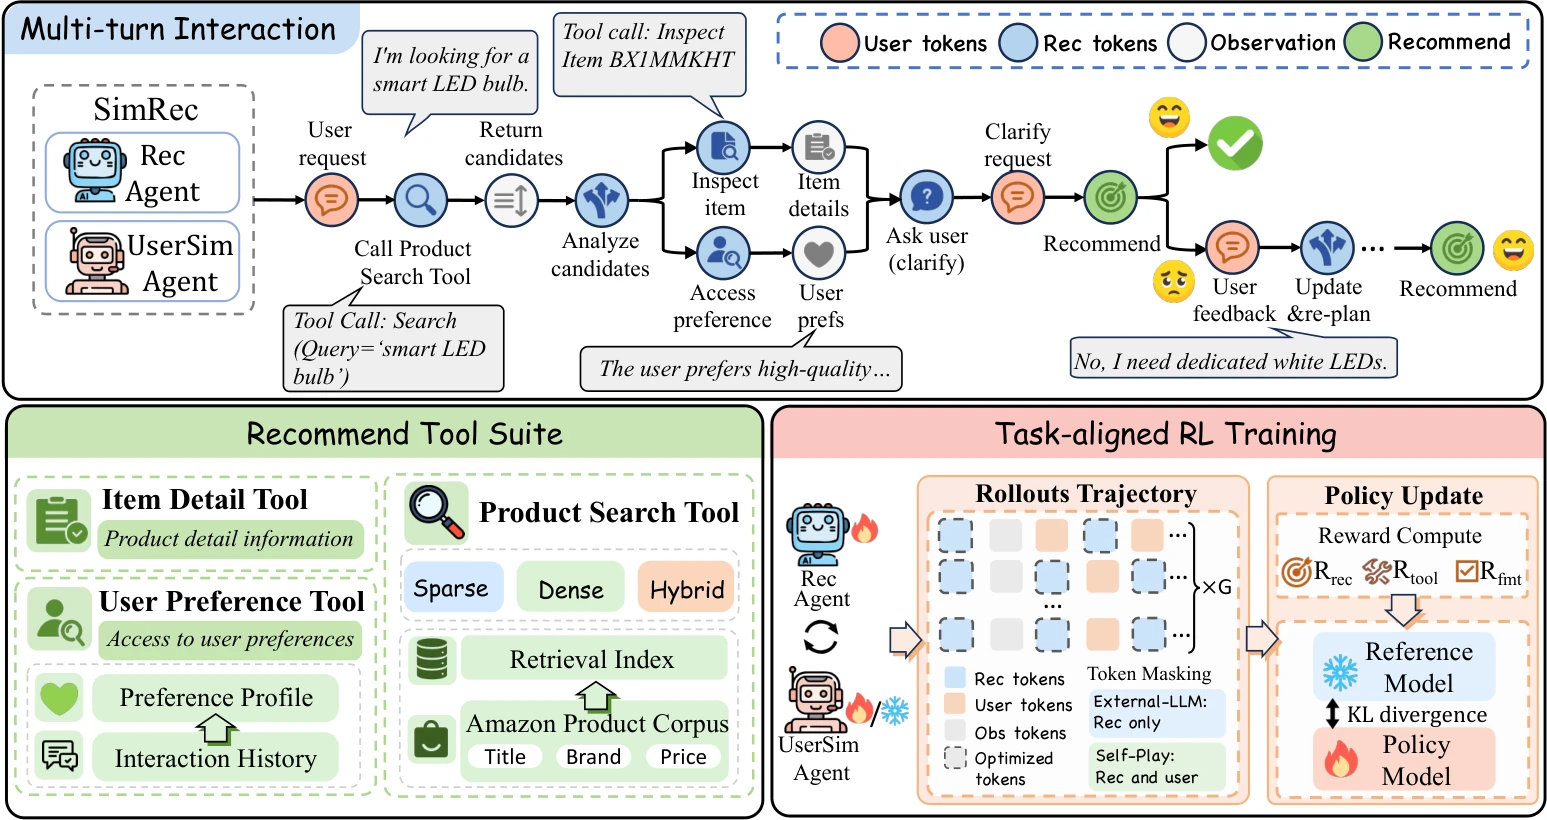 Multi-turn Interaction
User tokens
Rec tokens
Observation
Recommend
SimRec
Rec
Agent
UserSim
Agent
I'm looking for a
smart LED bulb.
Tool call: Inspect
Item BX1MMKHT
User
request
Call Product
Search Tool
Tool Call: Search
(Query=‘smart LED
bulb’)
Return
candidates
Analyze
candidates
Inspect
item
Item
details
Access
preference
User
prefs
The user prefers high-quality…
Ask user
(clarify)
Clarify
request
Recommend
User
feedback
Update
&re-plan
...
Recommend
No, I need dedicated white LEDs.
Recommend Tool Suite
Item Detail Tool
Product detail information
User Preference Tool
Access to user preferences
Preference Profile
Interaction History
Product Search Tool
Sparse
Dense
Hybrid
Retrieval Index
Amazon Product Corpus
Title
Brand
Price
Task-aligned RL Training
Rec
Agent
/
UserSim
Agent
Rollouts Trajectory
...
...
...
...
×G
Rec tokens
User tokens
Obs tokens
Optimized
tokens
Token Masking
External-LLM:
Rec only
Self-Play:
Rec and user
Policy Update
Reward Compute
Rrec
Rtool
Rfmt
Reference
Model
KL divergence
Policy
Model
AI
AI